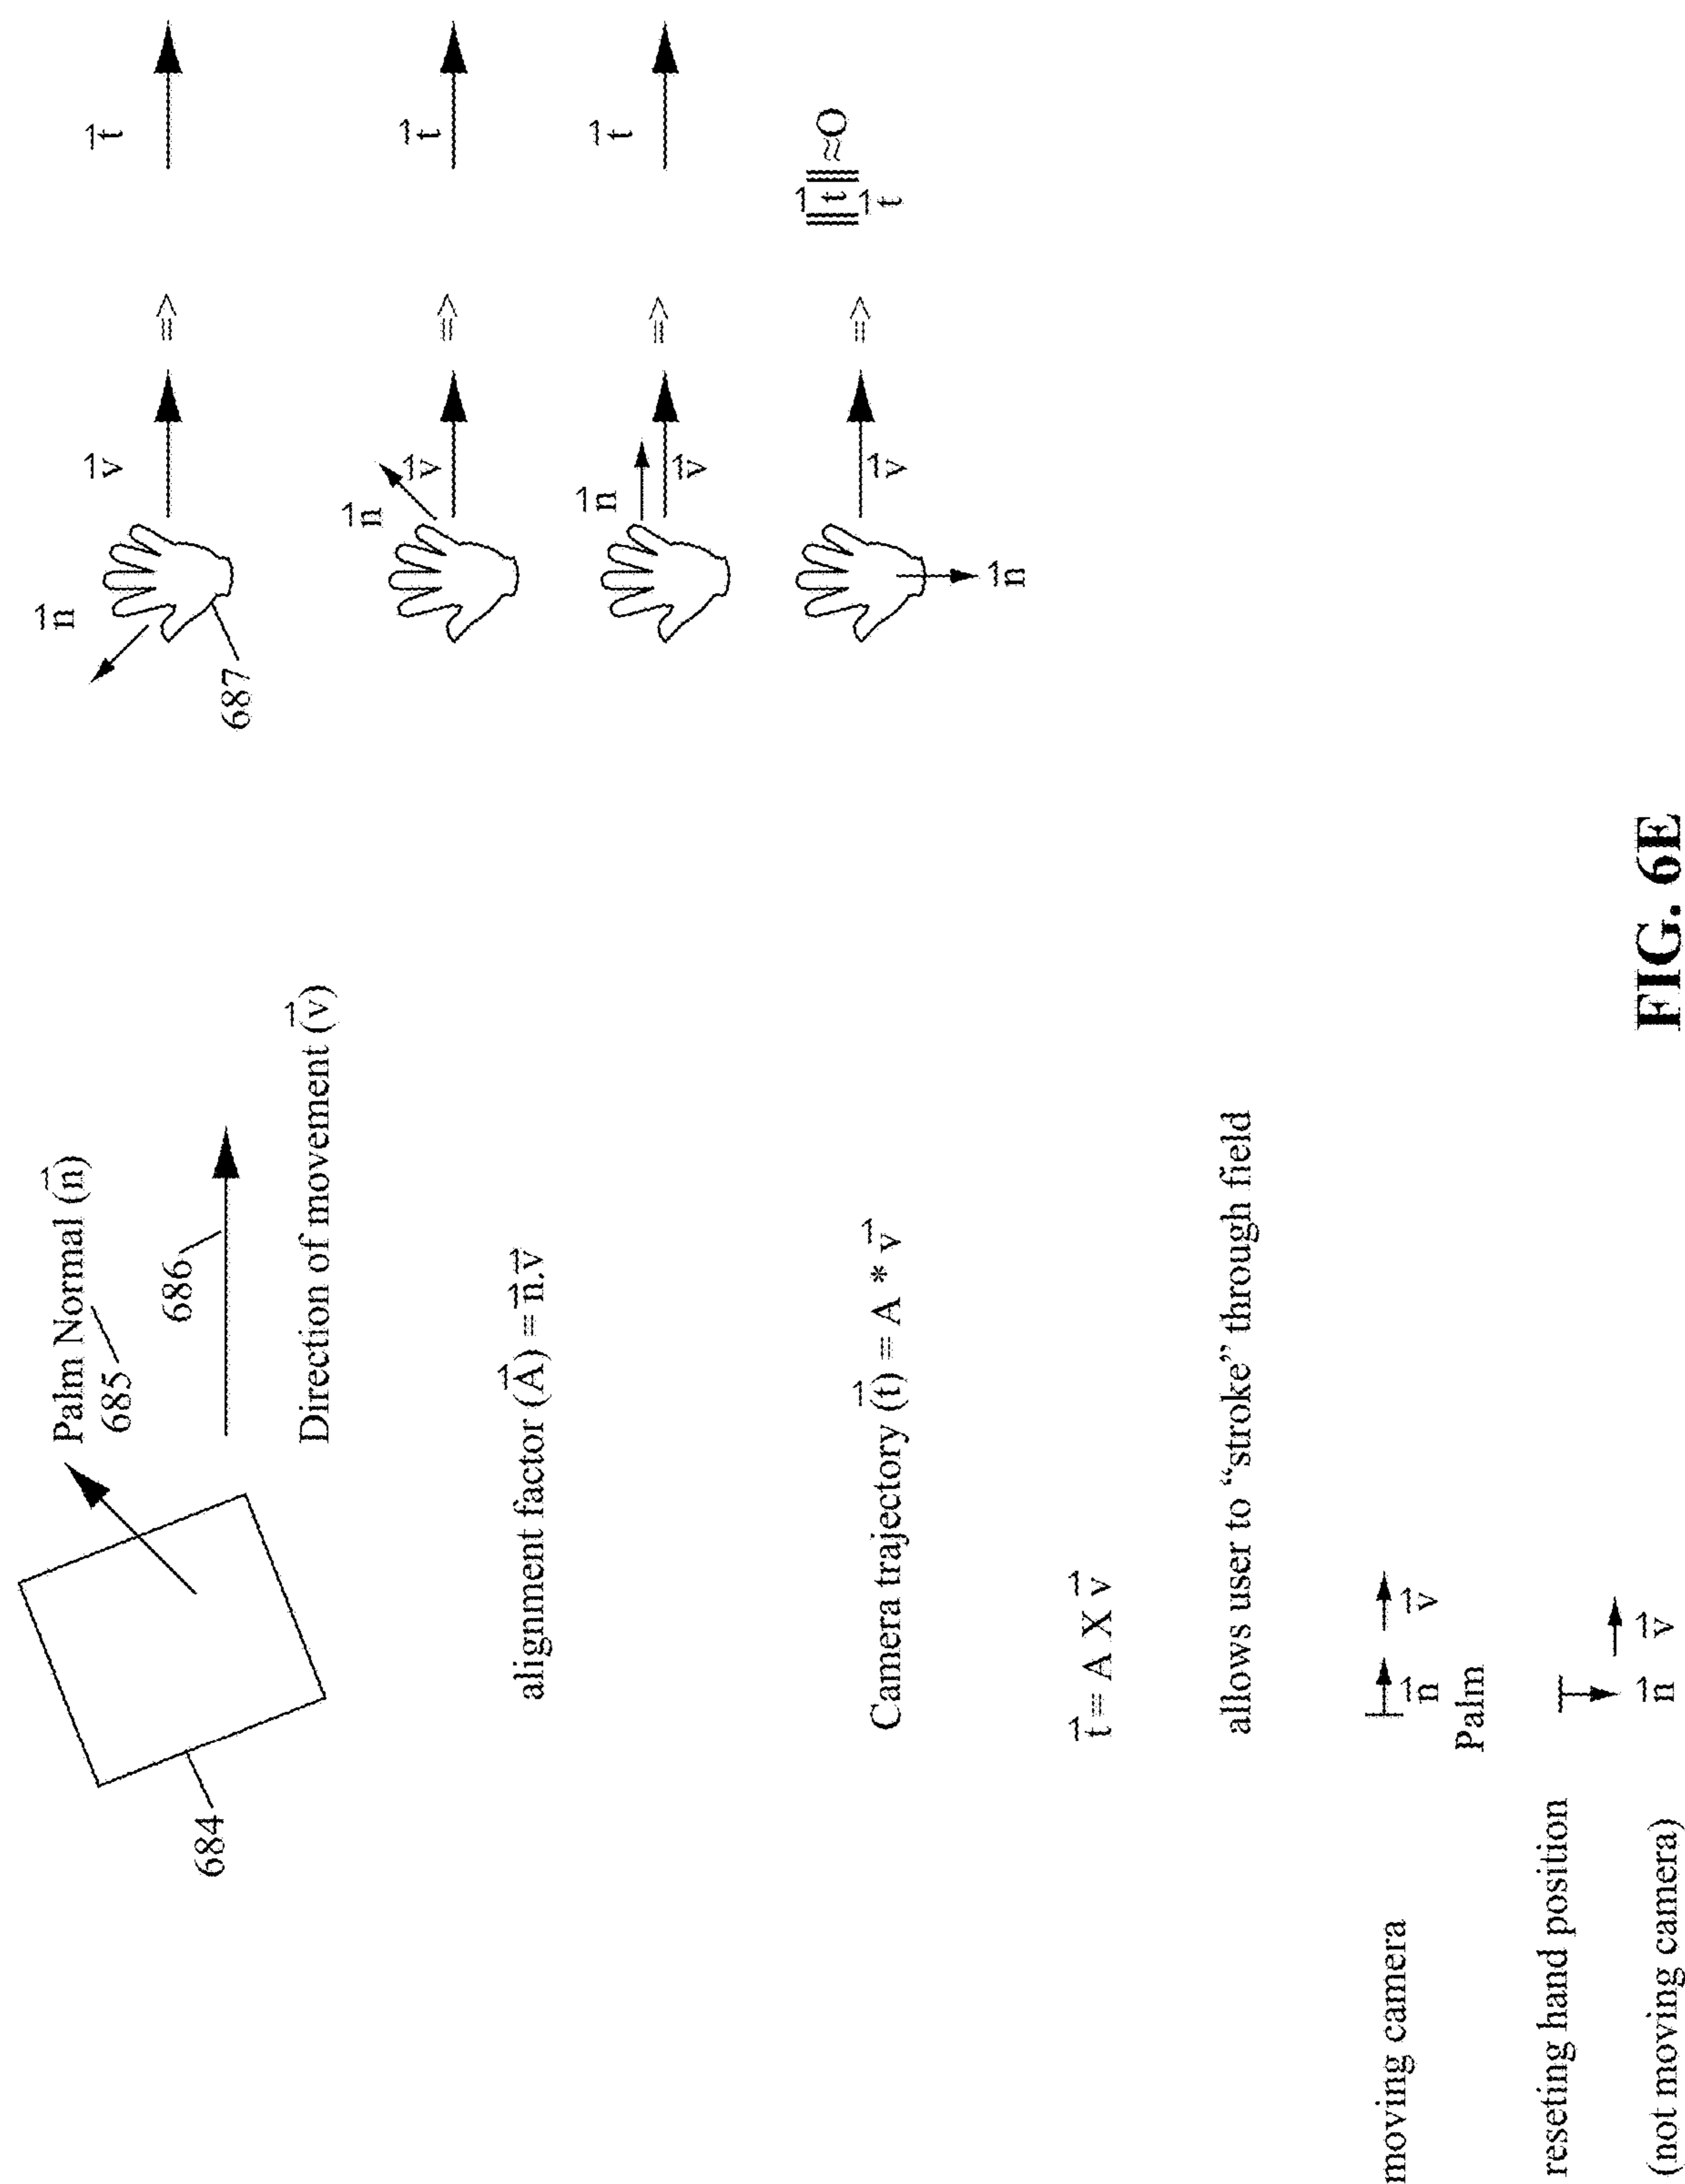 Palm Normal (n⃗)
685
686
684
Direction of movement (v⃗)
alignment factor (A⃗) = n⃗.v⃗
Camera trajectory (t⃗) = A * v⃗
t⃗ = A X v⃗
allows user to “stroke” through field
moving camera
n⃗ v⃗
Palm
reseting hand position
(not moving camera)
n⃗ v⃗
n⃗ v⃗ => t⃗
687
n⃗ v⃗ => t⃗
n⃗ v⃗ => t⃗
n⃗ v⃗ => ||t⃗||≈O
t⃗
FIG. 6E